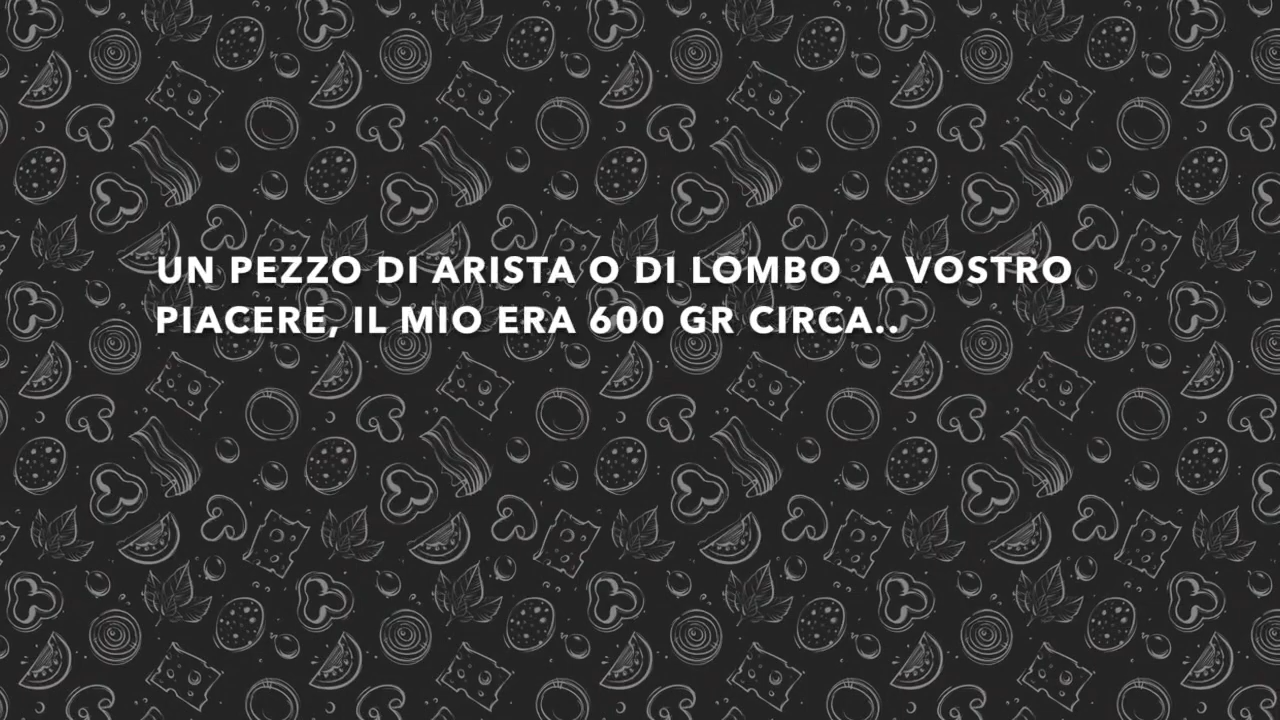 UN PEZZO DI ARISTA O DI LOMBO  A VOSTRO
PIACERE, IL MIO ERA 600 GR CIRCA..